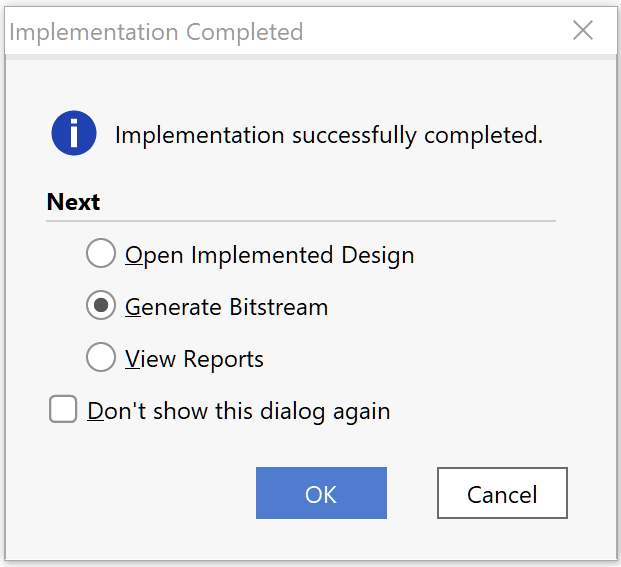 Implementation Completed
Implementation successfully completed.
Next
Open Implemented Design
Generate Bitstream
View Reports
Don't show this dialog again
OK
Cancel